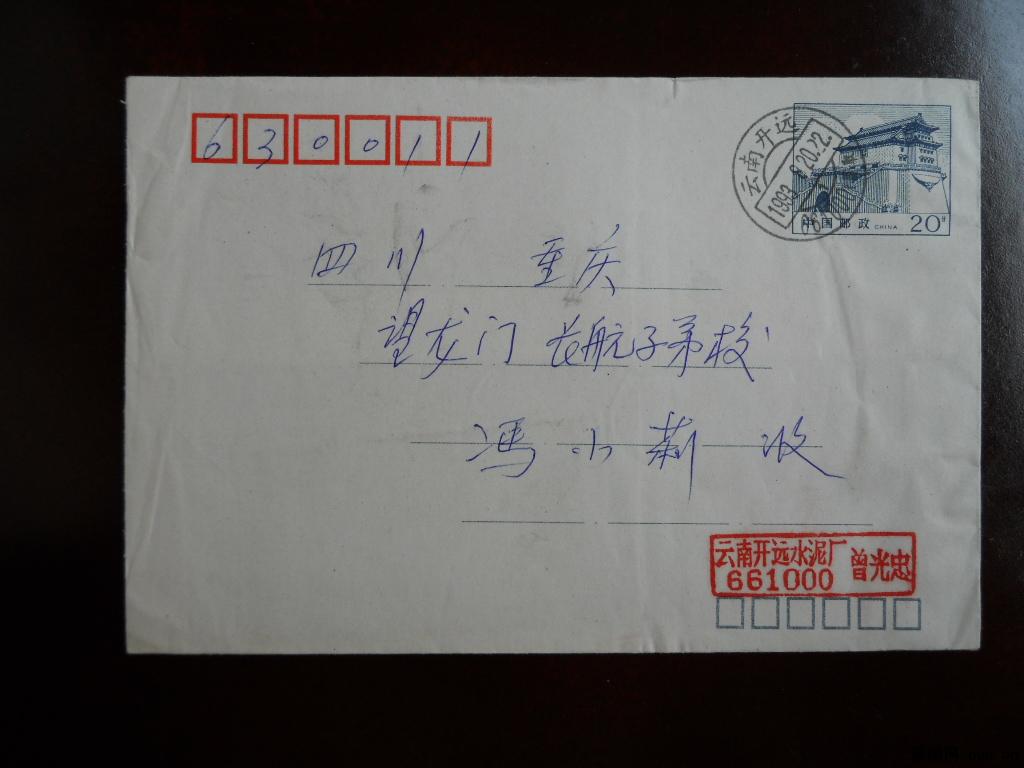 630011
云南开远
中国邮政 CHINA 20分
四川 重庆
望龙门 长航子弟校
冯小菊 收
云南开远水泥厂 曾光忠
661000